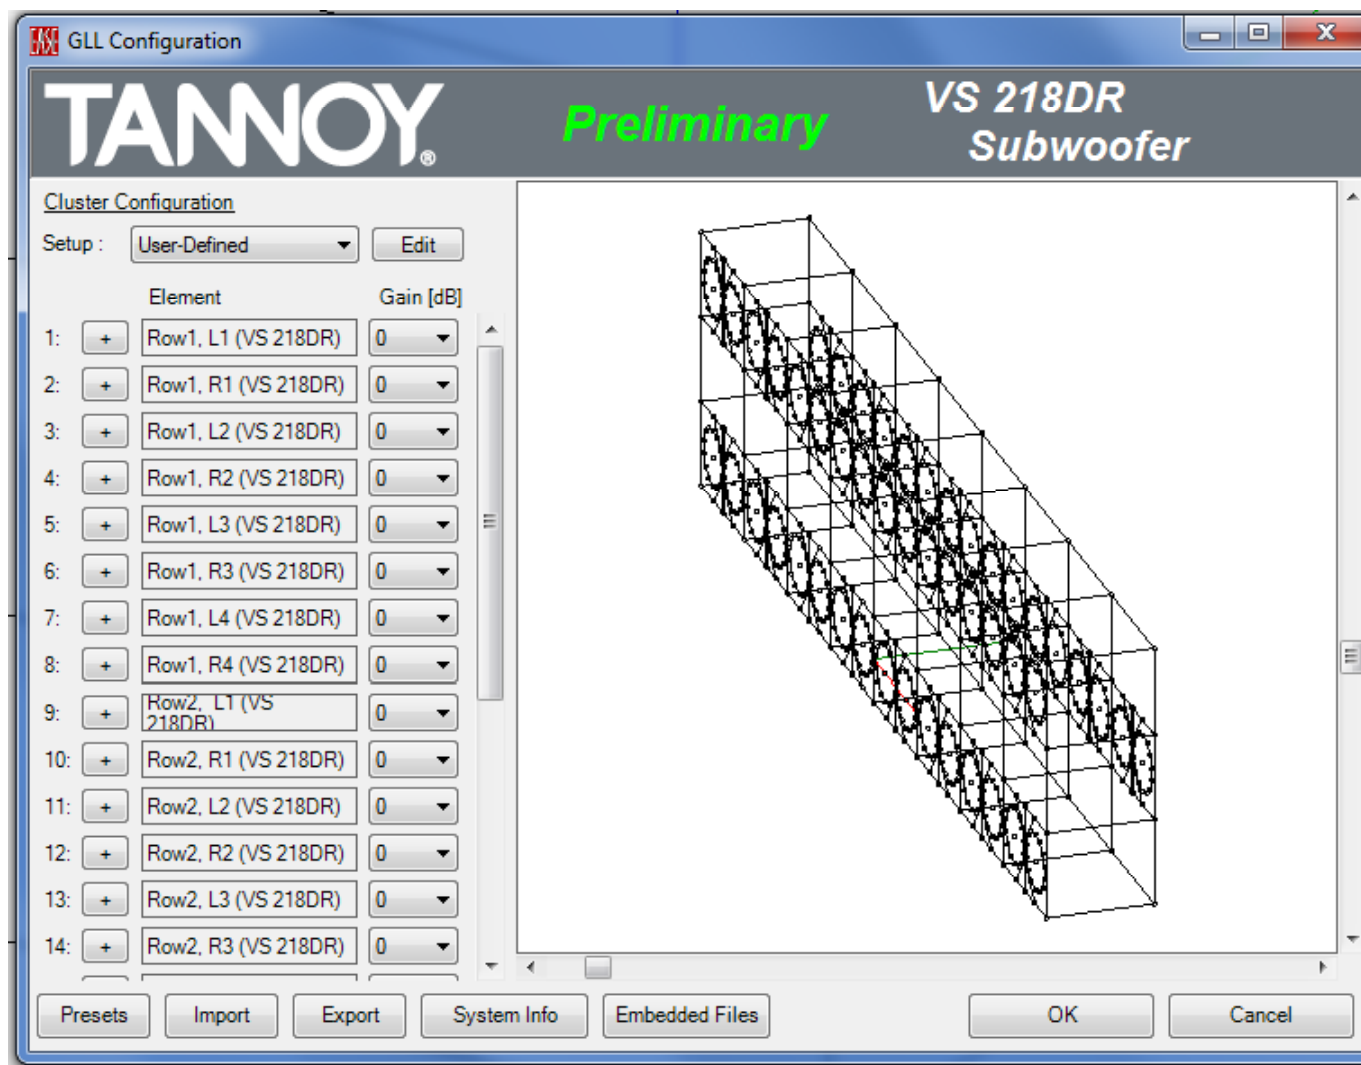 EASE GLL Configuration
TANNOY®
Preliminary
VS 218DR
Subwoofer
Cluster Configuration
Setup : User-Defined Edit
Element Gain [dB]
1: + Row1, L1 (VS 218DR) 0
2: + Row1, R1 (VS 218DR) 0
3: + Row1, L2 (VS 218DR) 0
4: + Row1, R2 (VS 218DR) 0
5: + Row1, L3 (VS 218DR) 0
6: + Row1, R3 (VS 218DR) 0
7: + Row1, L4 (VS 218DR) 0
8: + Row1, R4 (VS 218DR) 0
9: + Row2, L1 (VS 0
218DR)
10: + Row2, R1 (VS 218DR) 0
11: + Row2, L2 (VS 218DR) 0
12: + Row2, R2 (VS 218DR) 0
13: + Row2, L3 (VS 218DR) 0
14: + Row2, R3 (VS 218DR) 0
Presets Import Export System Info Embedded Files OK Cancel